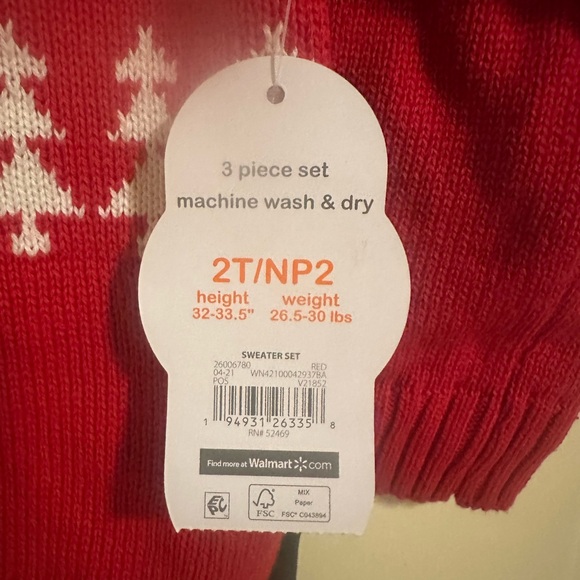 3 piece set
machine wash & dry
2T/NP2
height weight
32-33.5" 26.5-30 lbs
SWEATER SET
26006780 RED
04-21 WN42100042937BA
POS V21852
1 94931 26335 8
RN# 52469
Find more at Walmart.com
FSC
MIX
Paper
FSC® C043894